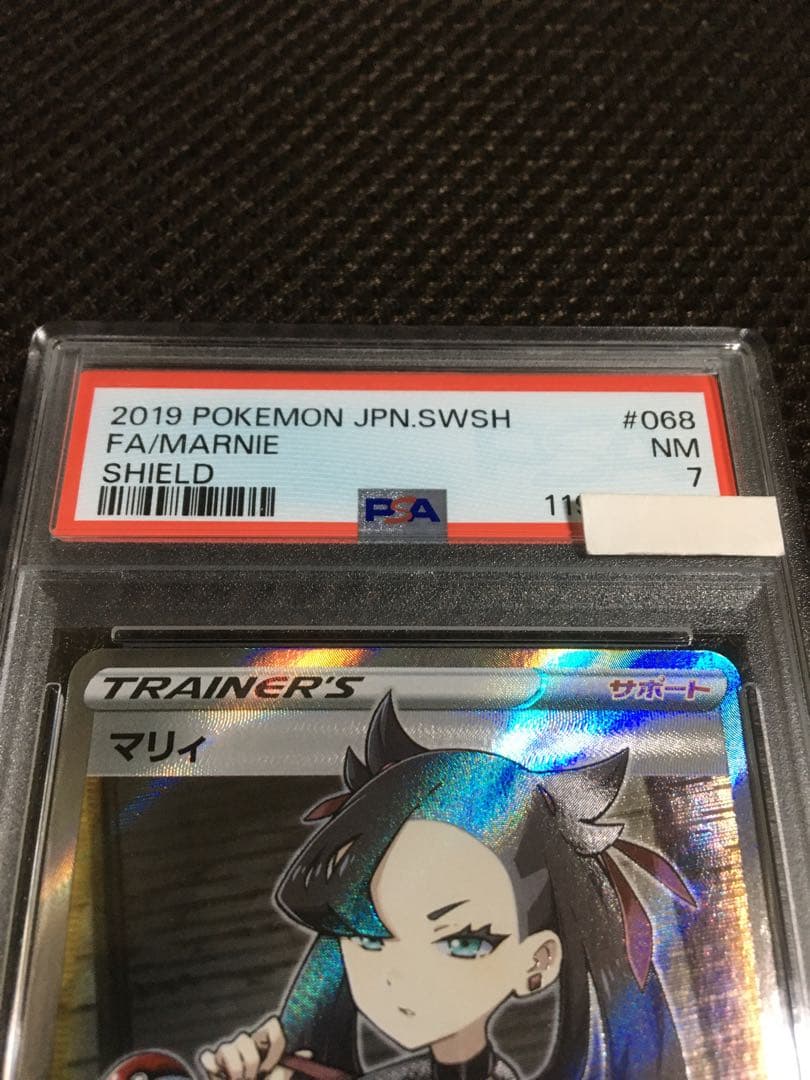 2019 POKEMON JPN.SWSH #068
FA/MARNIE NM
SHIELD 7
PSA 119
TRAINER'S サポート
マリィ